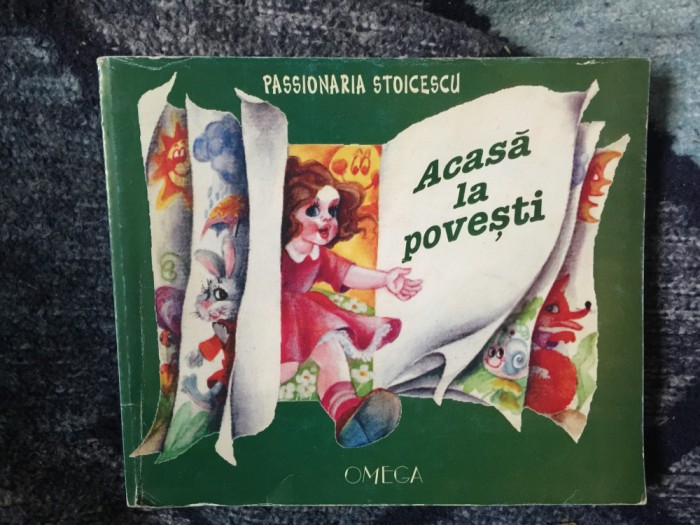 PASSIONARIA STOICESCU
Acasă
la
povești
OMEGA